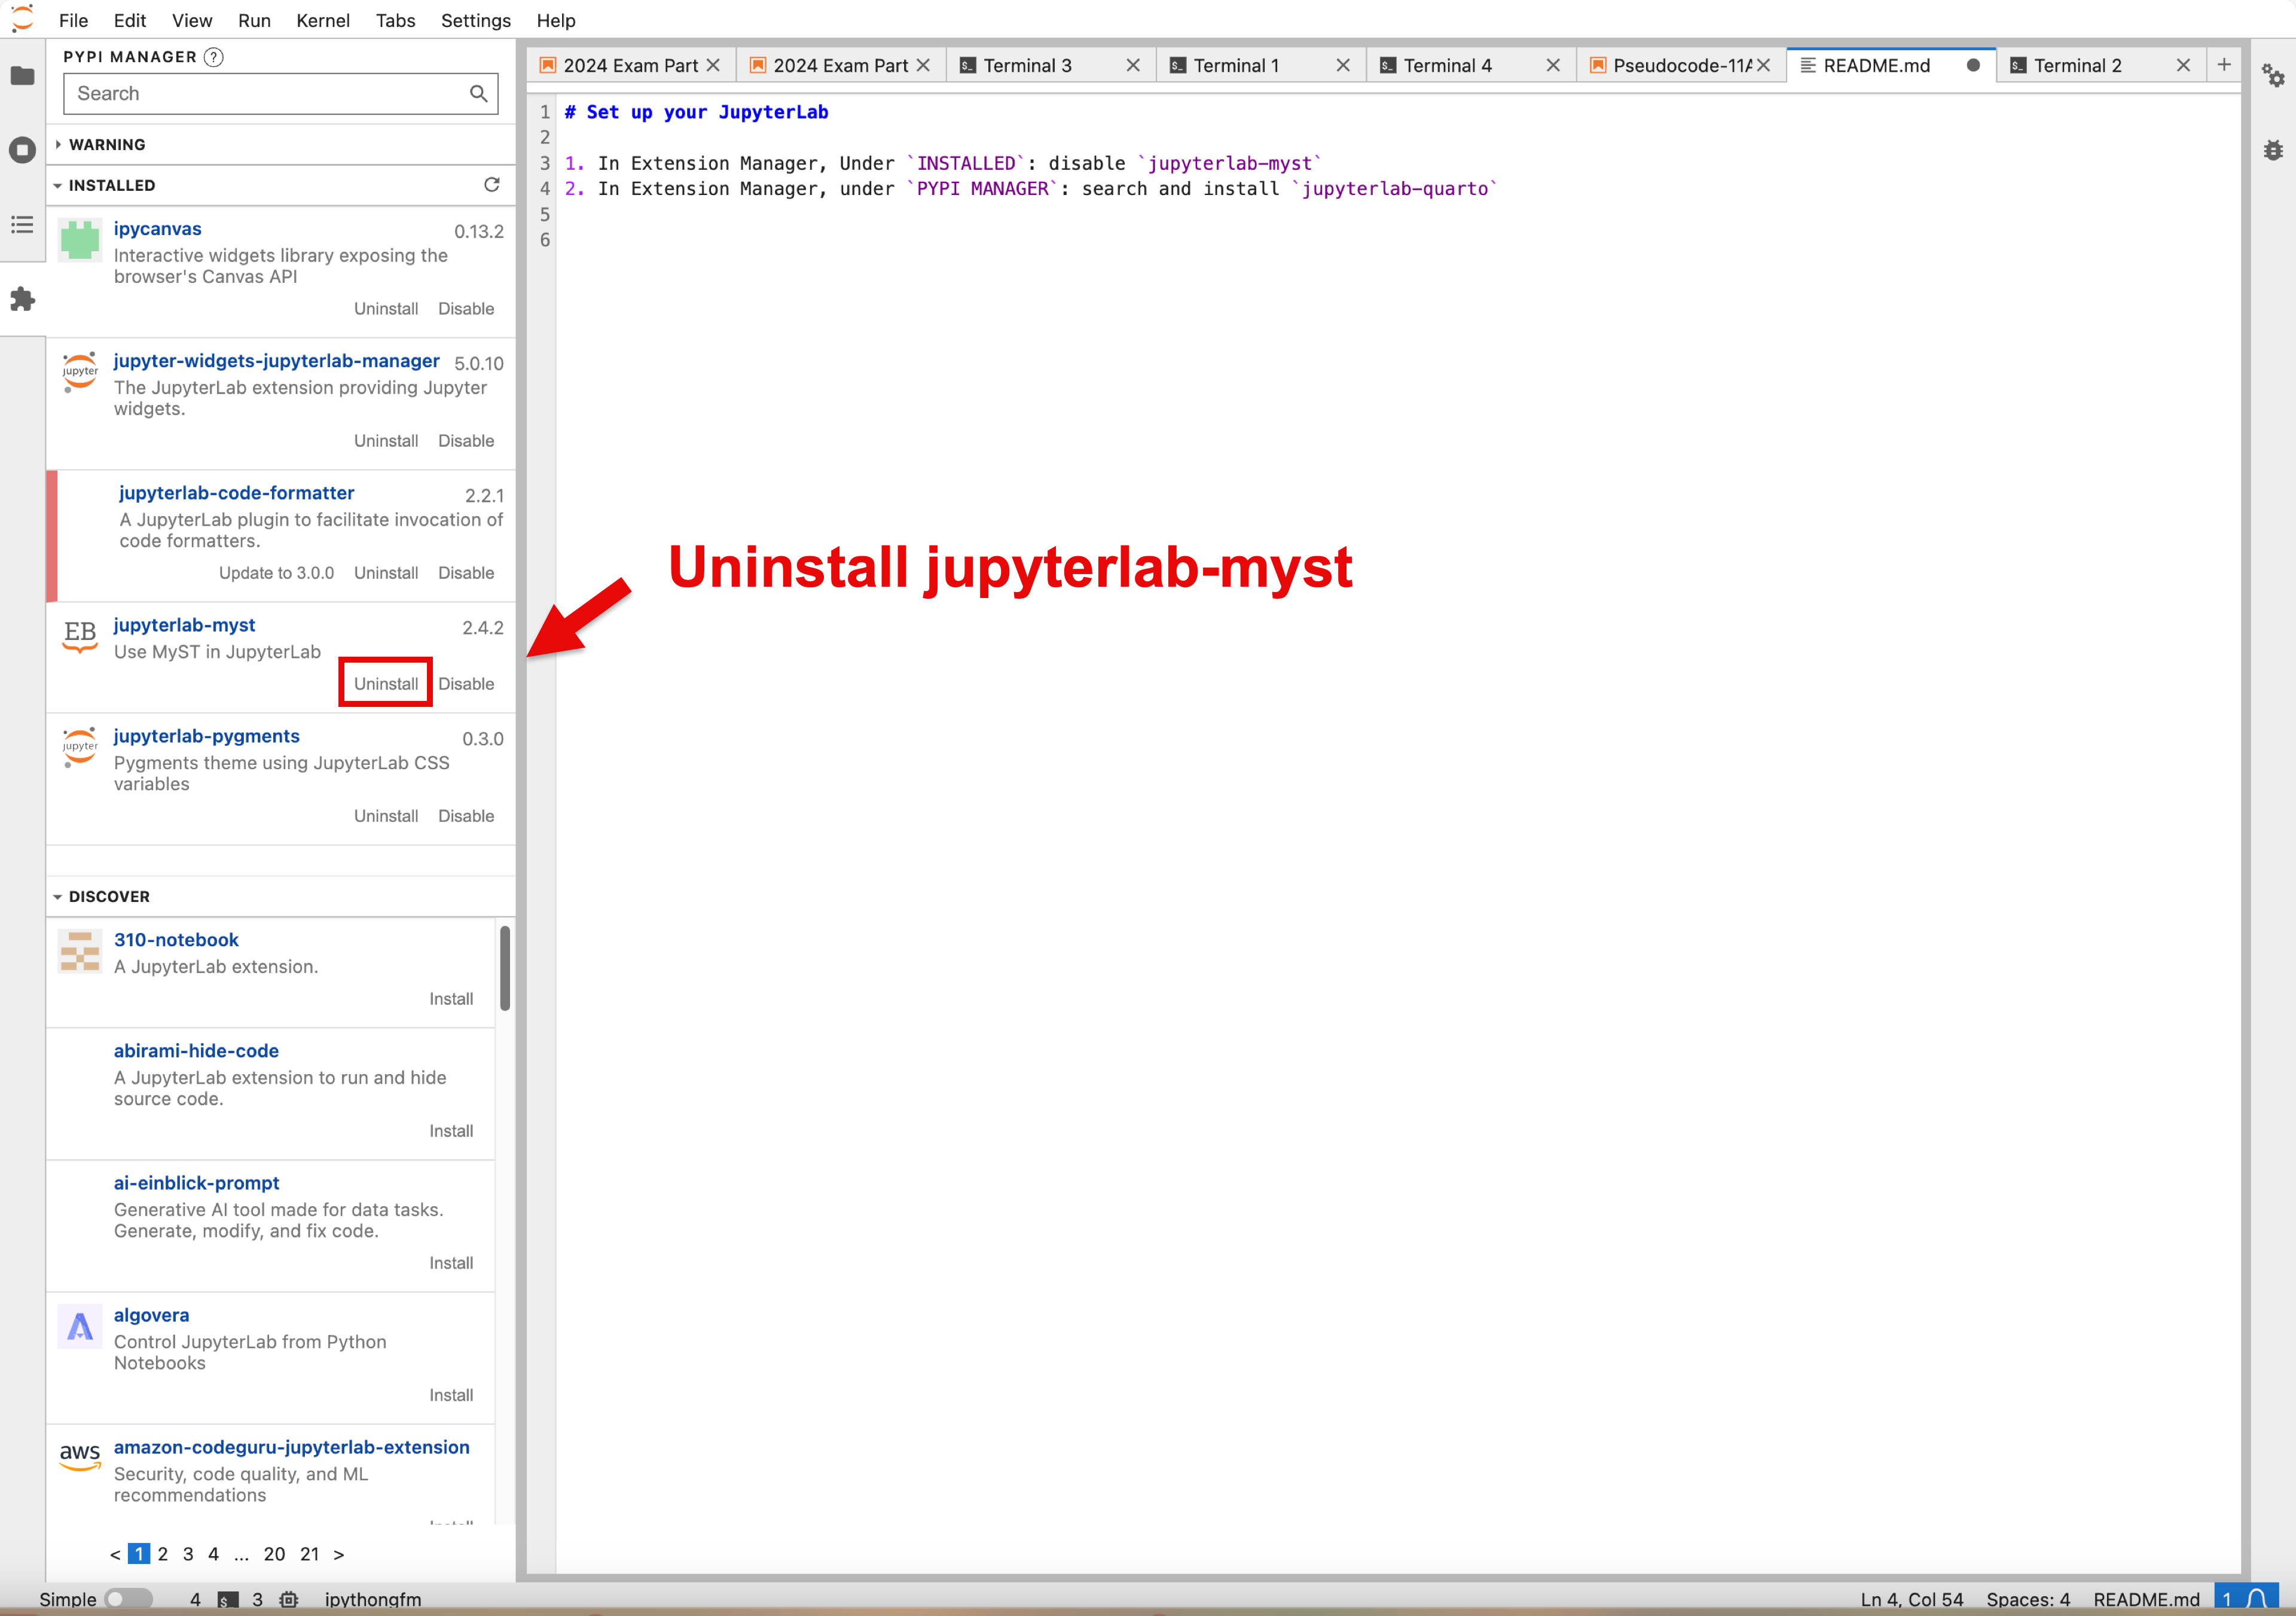 File Edit View Run Kernel Tabs Settings Help
PYPI MANAGER ?
Search
WARNING
INSTALLED
ipycanvas 0.13.2
Interactive widgets library exposing the
browser's Canvas API
Uninstall Disable
jupyter
jupyter-widgets-jupyterlab-manager 5.0.10
The JupyterLab extension providing Jupyter
widgets.
Uninstall Disable
jupyterlab-code-formatter 2.2.1
A JupyterLab plugin to facilitate invocation of
code formatters.
Update to 3.0.0 Uninstall Disable
EB
jupyterlab-myst 2.4.2
Use MyST in JupyterLab
Uninstall Disable
jupyter
jupyterlab-pygments 0.3.0
Pygments theme using JupyterLab CSS
variables
Uninstall Disable
DISCOVER
310-notebook
A JupyterLab extension.
Install
abirami-hide-code
A JupyterLab extension to run and hide
source code.
Install
ai-einblick-prompt
Generative AI tool made for data tasks.
Generate, modify, and fix code.
Install
algovera
Control JupyterLab from Python
Notebooks
Install
aws
amazon-codeguru-jupyterlab-extension
Security, code quality, and ML
recommendations
Install
< 1 2 3 4 ... 20 21 >
2024 Exam Part 2024 Exam Part Terminal 3 Terminal 1 Terminal 4 Pseudocode-11A README.md Terminal 2 +
1 # Set up your JupyterLab
2
3 1. In Extension Manager, Under `INSTALLED`: disable `jupyterlab-myst`
4 2. In Extension Manager, under `PYPI MANAGER`: search and install `jupyterlab-quarto`
5
6
Uninstall jupyterlab-myst
Simple 4 $_ 3 ipythongfm Ln 4, Col 54 Spaces: 4 README.md 1